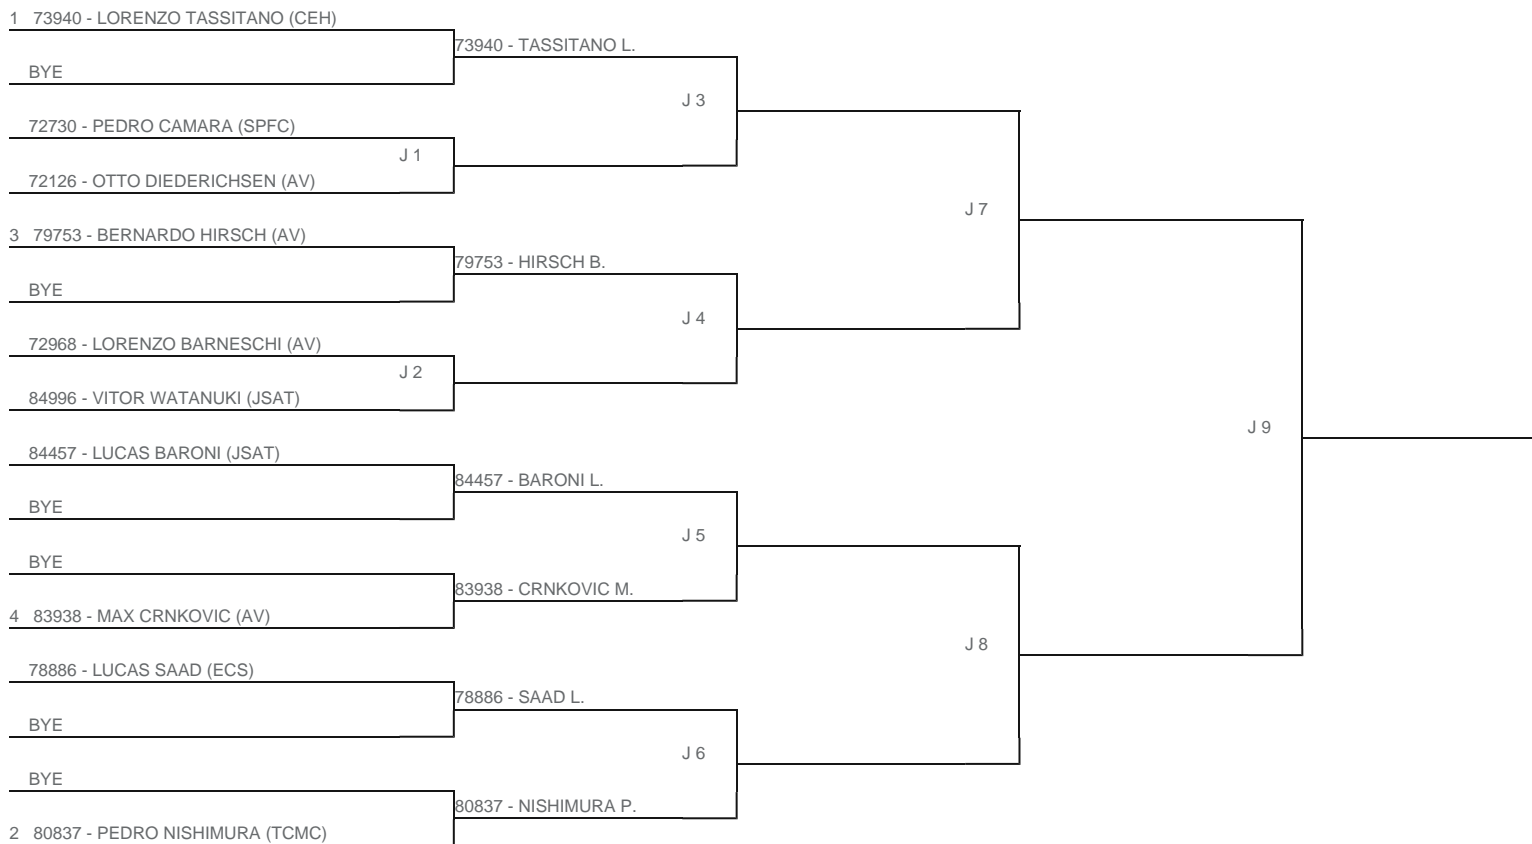 1 73940 - LORENZO TASSITANO (CEH)
73940 - TASSITANO L.
BYE
J 3
72730 - PEDRO CAMARA (SPFC)
J 1
72126 - OTTO DIEDERICHSEN (AV)
J 7
3 79753 - BERNARDO HIRSCH (AV)
79753 - HIRSCH B.
BYE
J 4
72968 - LORENZO BARNESCHI (AV)
J 2
84996 - VITOR WATANUKI (JSAT)
J 9
84457 - LUCAS BARONI (JSAT)
84457 - BARONI L.
BYE
J 5
BYE
83938 - CRNKOVIC M.
4 83938 - MAX CRNKOVIC (AV)
J 8
78886 - LUCAS SAAD (ECS)
78886 - SAAD L.
BYE
J 6
BYE
80837 - NISHIMURA P.
2 80837 - PEDRO NISHIMURA (TCMC)